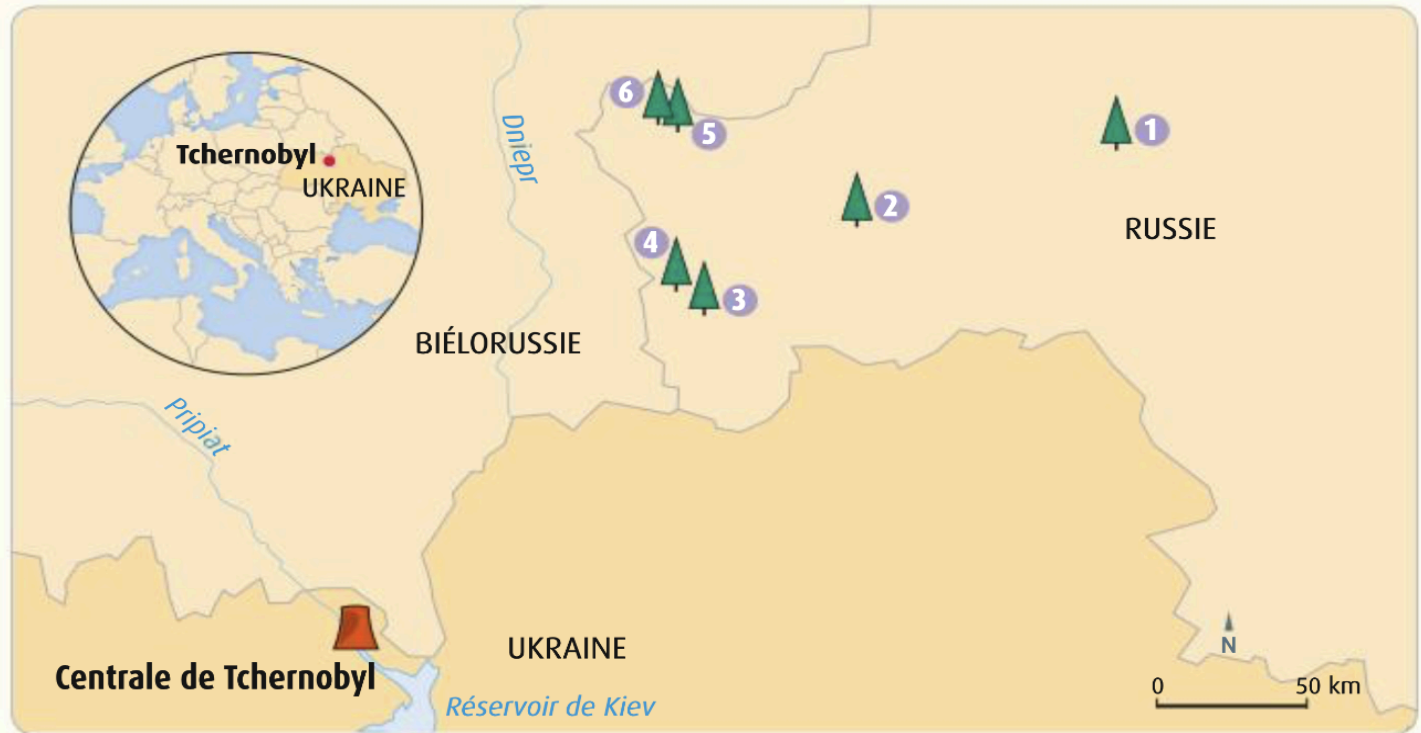 Tchernobyl
UKRAINE
Dniepr
6
5
1
2
RUSSIE
4
3
BIÉLORUSSIE
Pripiat
Centrale de Tchernobyl
UKRAINE
Réservoir de Kiev
N
0 50 km